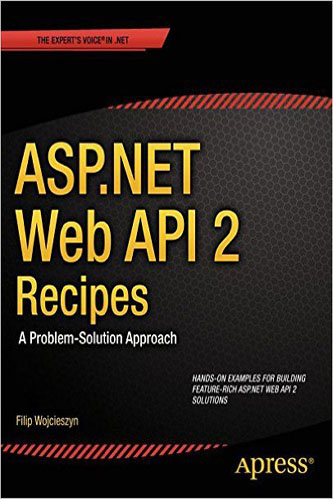 THE EXPERT'S VOICE® IN .NET
ASP.NET
Web API 2
Recipes
A Problem-Solution Approach
HANDS-ON EXAMPLES FOR BUILDING
FEATURE-RICH ASP.NET WEB API 2
SOLUTIONS
Filip Wojcieszyn
Apress®